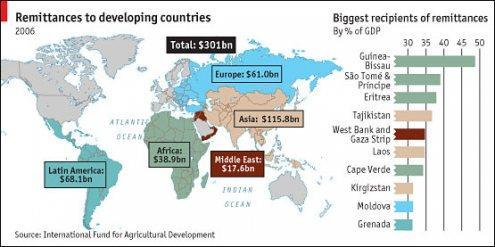 Remittances to developing countries
2006
Total: $301bn
Europe: $61.0bn
Asia: $115.8bn
ATLANTIC
OCEAN
Africa:
$38.9bn
Middle East:
$17.6bn
Latin America:
$68.1bn
INDIAN
OCEAN
Source: International Fund for Agricultural Development
Biggest recipients of remittances
By % of GDP
30 35 40 45 50
Guinea-
Bissau
São Tomé &
Príncipe
Eritrea
Tajikistan
West Bank and
Gaza Strip
Laos
Cape Verde
Kirgizstan
Moldova
Grenada